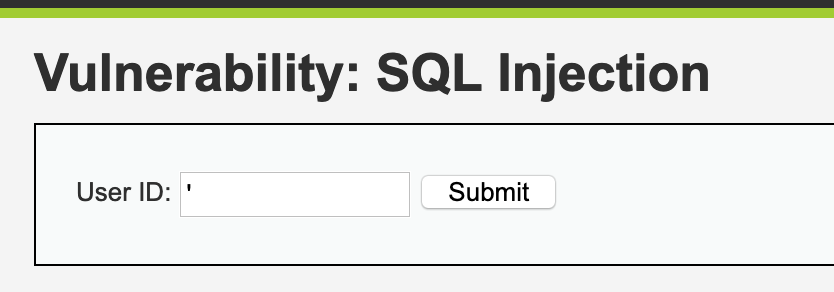 Vulnerability: SQL Injection
User ID: ' Submit